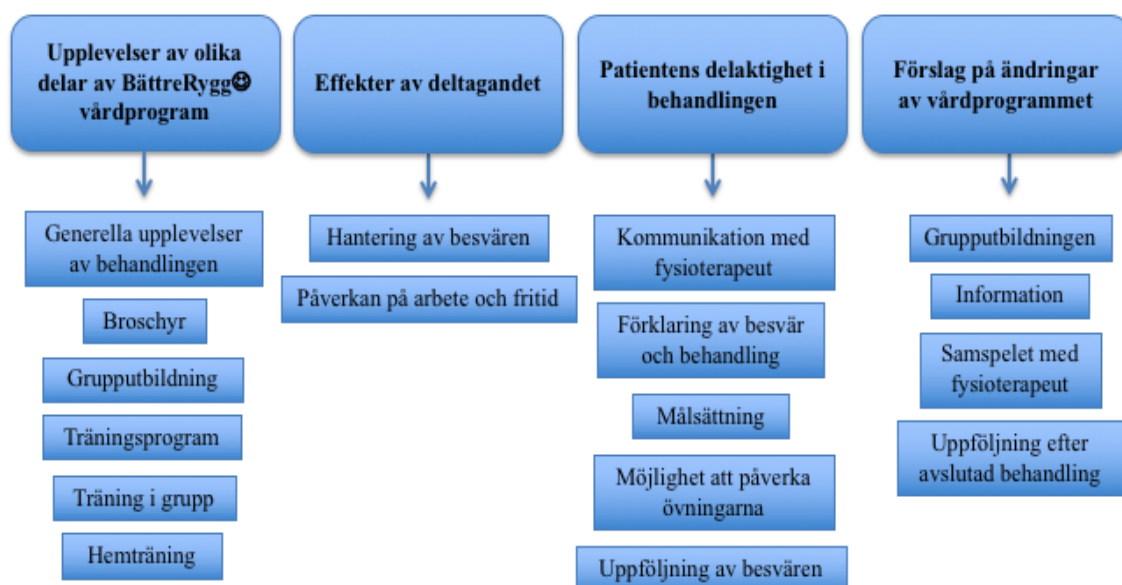 Upplevelser av olika
delar av BättreRygg☻
vårdprogram
Generella upplevelser
av behandlingen
Broschyr
Grupputbildning
Träningsprogram
Träning i grupp
Hemträning
Effekter av deltagandet
Hantering av besvären
Påverkan på arbete och fritid
Patientens delaktighet i
behandlingen
Kommunikation med
fysioterapeut
Förklaring av besvär
och behandling
Målsättning
Möjlighet att påverka
övningarna
Uppföljning av besvären
Förslag på ändringar
av vårdprogrammet
Grupputbildningen
Information
Samspelet med
fysioterapeut
Uppföljning efter
avslutad behandling